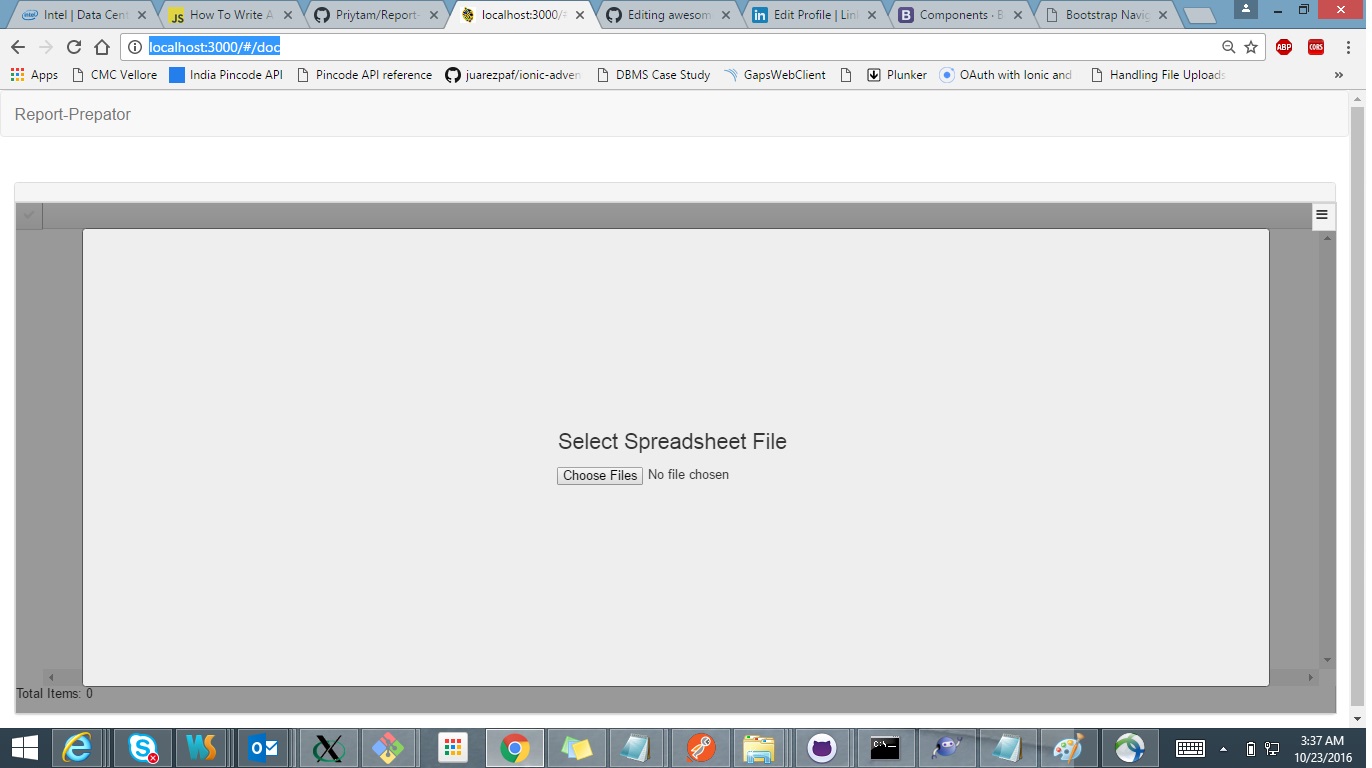 Intel | Data Cent
How To Write A
Priytam/Report-
localhost:3000/#
Editing awesom
Edit Profile | Lin
Components · B
Bootstrap Navig
localhost:3000/#/doc
ABP
CORS
Apps
CMC Vellore
India Pincode API
Pincode API reference
juarezpaf/ionic-adven
DBMS Case Study
GapsWebClient
Plunker
OAuth with Ionic and
Handling File Uploads
»
Report-Prepator
Select Spreadsheet File
Choose Files No file chosen
Total Items: 0
3:37 AM
10/23/2016